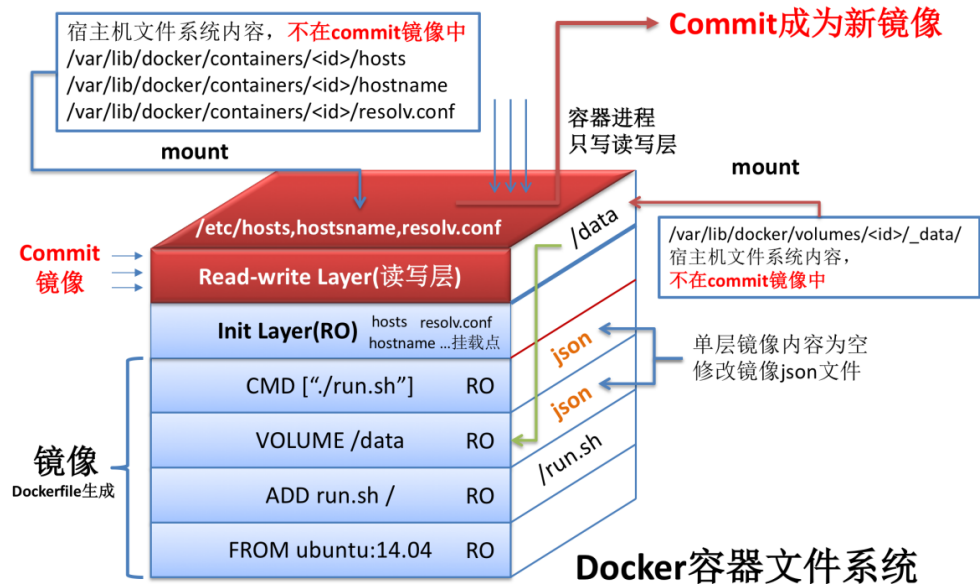 宿主机文件系统内容，不在commit镜像中
/var/lib/docker/containers/<id>/hosts
/var/lib/docker/containers/<id>/hostname
/var/lib/docker/containers/<id>/resolv.conf
Commit成为新镜像
容器进程
只写读写层
mount
mount
/etc/hosts,hostsname,resolv.conf
/data
/var/lib/docker/volumes/<id>/_data/
宿主机文件系统内容，
不在commit镜像中
Commit
镜像
Read-write Layer(读写层)
Init Layer(RO)
hosts resolv.conf
hostname ...挂载点
json
单层镜像内容为空
修改镜像json文件
CMD [“./run.sh”] RO
json
VOLUME /data RO
/run.sh
镜像
Dockerfile生成
ADD run.sh / RO
FROM ubuntu:14.04 RO
Docker容器文件系统